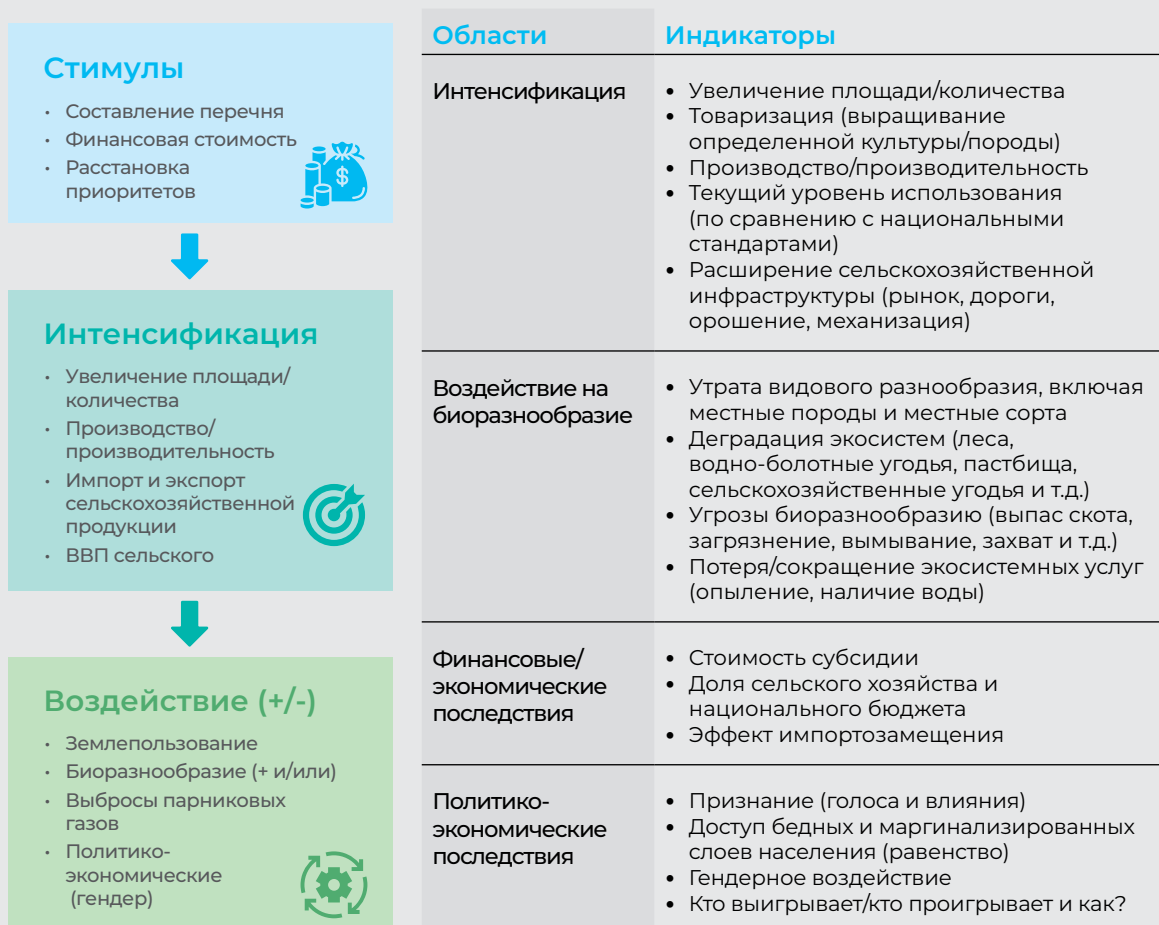 Стимулы
• Составление перечня
• Финансовая стоимость
• Расстановка
приоритетов
$
Интенсификация
• Увеличение площади/
количества
• Производство/
производительность
• Импорт и экспорт
сельскохозяйственной
продукции
• ВВП сельского
Воздействие (+/-)
• Землепользование
• Биоразнообразие (+ и/или)
• Выбросы парниковых
газов
• Политико-
экономические
(гендер)
Области
Индикаторы
Интенсификация
• Увеличение площади/количества
• Товаризация (выращивание
определенной культуры/породы)
• Производство/производительность
• Текущий уровень использования
(по сравнению с национальными
стандартами)
• Расширение сельскохозяйственной
инфраструктуры (рынок, дороги,
орошение, механизация)
Воздействие на
биоразнообразие
• Утрата видового разнообразия, включая
местные породы и местные сорта
• Деградация экосистем (леса,
водно-болотные угодья, пастбища,
сельскохозяйственные угодья и т.д.)
• Угрозы биоразнообразию (выпас скота,
загрязнение, вымывание, захват и т.д.)
• Потеря/сокращение экосистемных услуг
(опыление, наличие воды)
Финансовые/
экономические
последствия
• Стоимость субсидии
• Доля сельского хозяйства и
национального бюджета
• Эффект импортозамещения
Политико-
экономические
последствия
• Признание (голоса и влияния)
• Доступ бедных и маргинализированных
слоев населения (равенство)
• Гендерное воздействие
• Кто выигрывает/кто проигрывает и как?